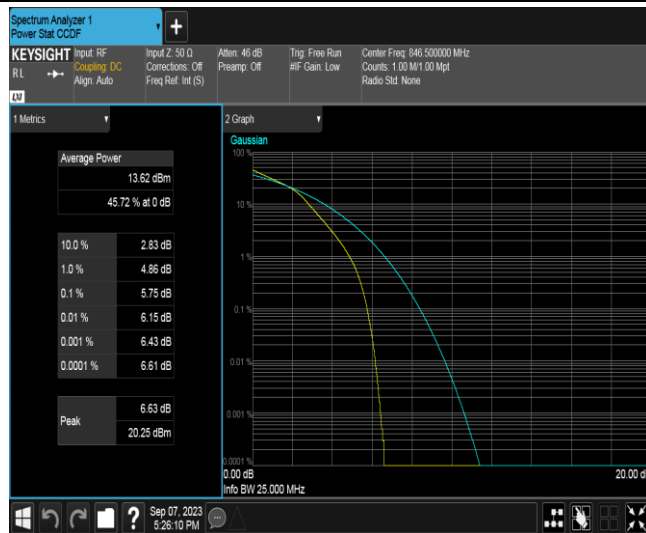 Spectrum Analyzer 1
Power Stat CCDF
+
KEYSIGHT
RL
LXI
Input: RF
Coupling: DC
Align: Auto
Input Z: 50 Ω
Corrections: Off
Freq Ref: Int (S)
Atten: 46 dB
Preamp: Off
Trig: Free Run
#IF Gain: Low
Center Freq: 846.500000 MHz
Counts: 1.00 M/1.00 Mpt
Radio Std: None
1 Metrics
Average Power
13.62 dBm
45.72 % at 0 dB
10.0 % 2.83 dB
1.0 % 4.86 dB
0.1 % 5.75 dB
0.01 % 6.15 dB
0.001 % 6.43 dB
0.0001 % 6.61 dB
Peak
6.63 dB
20.25 dBm
2 Graph
Gaussian
100 %
10 %
1 %
0.1 %
0.01 %
0.001 %
0.0001 %
0.00 dB
20.00 d
Info BW 25.000 MHz
?
Sep 07, 2023
5:26:10 PM